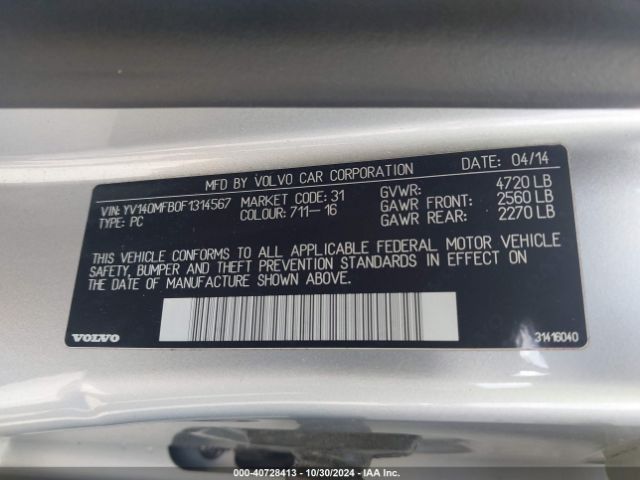 MFD BY VOLVO CAR CORPORATION DATE: 04/14
VIN: YV140MFB0F1314567 MARKET CODE: 31 GVWR: 4720 LB
TYPE: PC COLOUR: 711-16 GAWR FRONT: 2560 LB
GAWR REAR: 2270 LB
THIS VEHICLE CONFORMS TO ALL APPLICABLE FEDERAL MOTOR VEHICLE
SAFETY, BUMPER AND THEFT PREVENTION STANDARDS IN EFFECT ON
THE DATE OF MANUFACTURE SHOWN ABOVE.
VOLVO 31416040
000-40728413 - 10/30/2024 - IAA Inc.